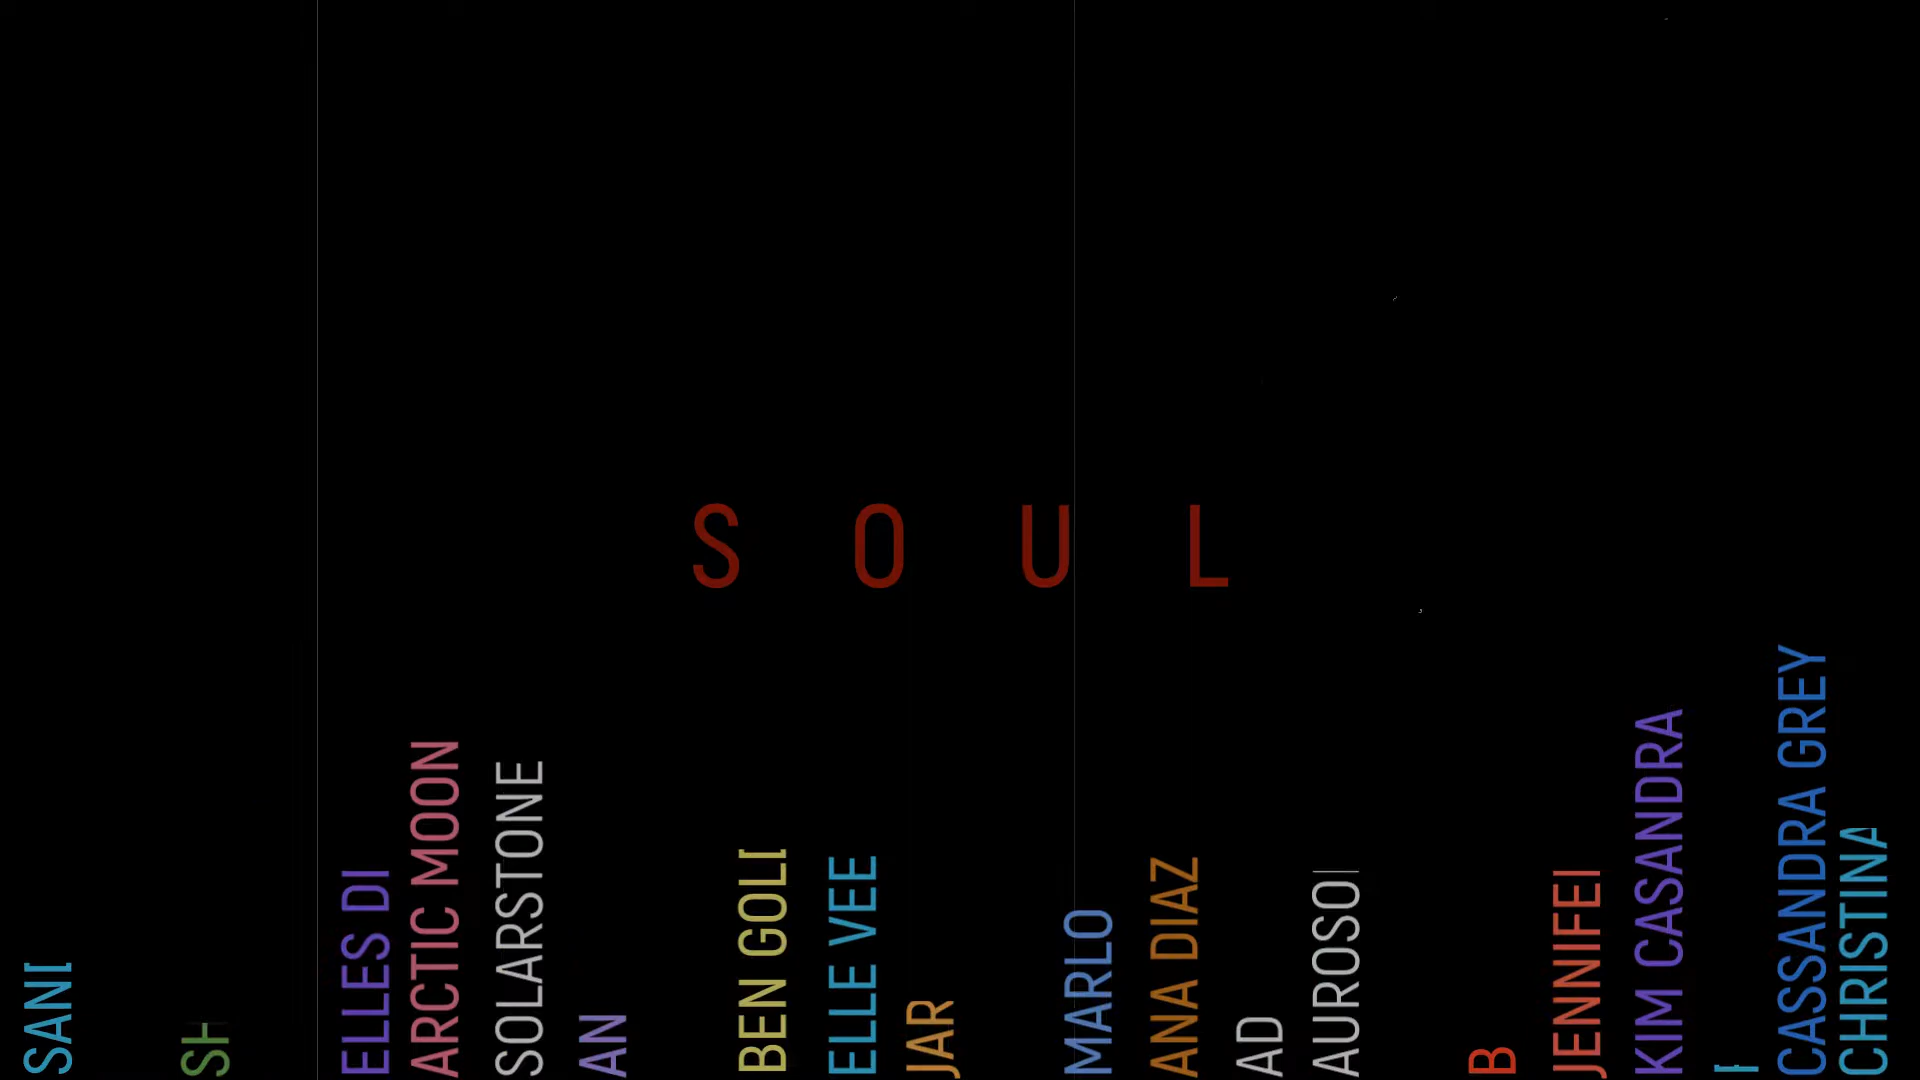 S O U L
SANI
SH
ELLES DI
ARCTIC MOON
SOLARSTONE
AN
BEN GOLI
ELLE VEE
JAR
MARLO
ANA DIAZ
AD
AUROSO
B
JENNIFE
KIM CASANDRA
CASSANDRA GREY
CHRISTINA